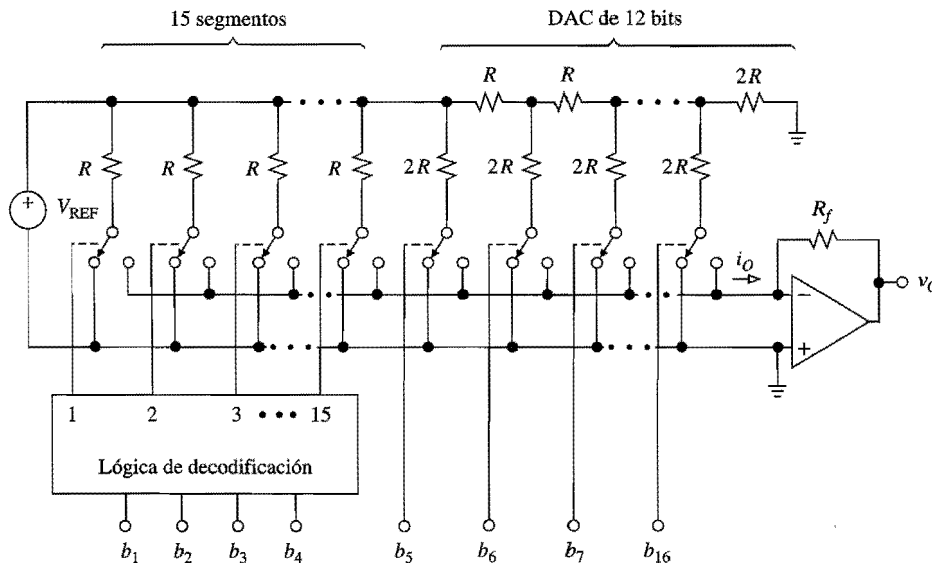 15 segmentos
DAC de 12 bits
R R 2R
R R R R 2R 2R 2R 2R
+
V_REF
R_f
i_O
−
v_O
+
1 2 3 • • • 15
Lógica de decodificación
b_1 b_2 b_3 b_4 b_5 b_6 b_7 b_16